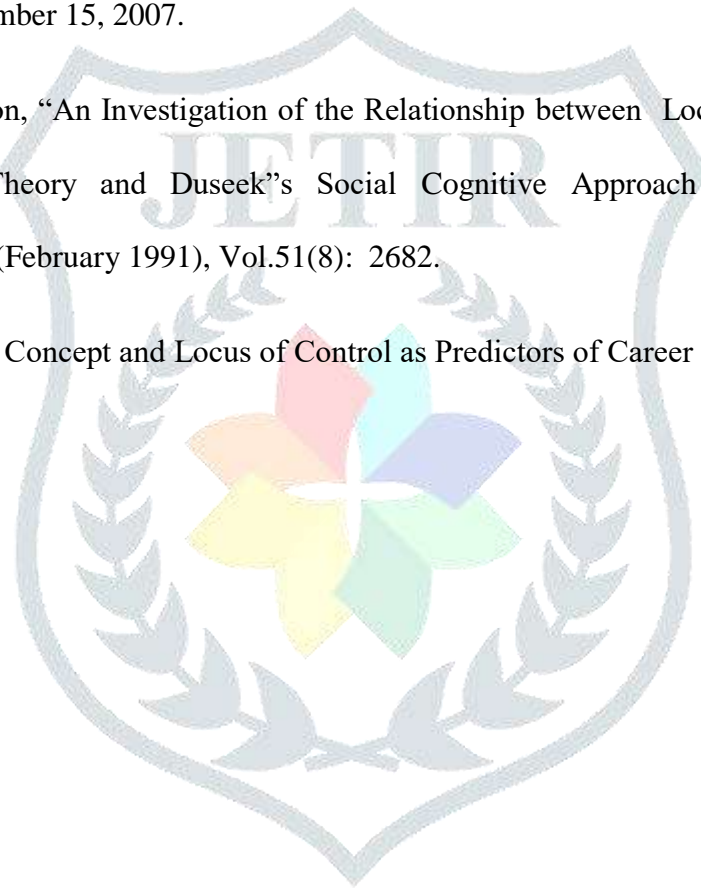 mber 15, 2007.
on, “An Investigation of the Relationship between Loc
Theory and Duseek"s Social Cognitive Approach
(February 1991), Vol.51(8): 2682.
Concept and Locus of Control as Predictors of Career
JETIR